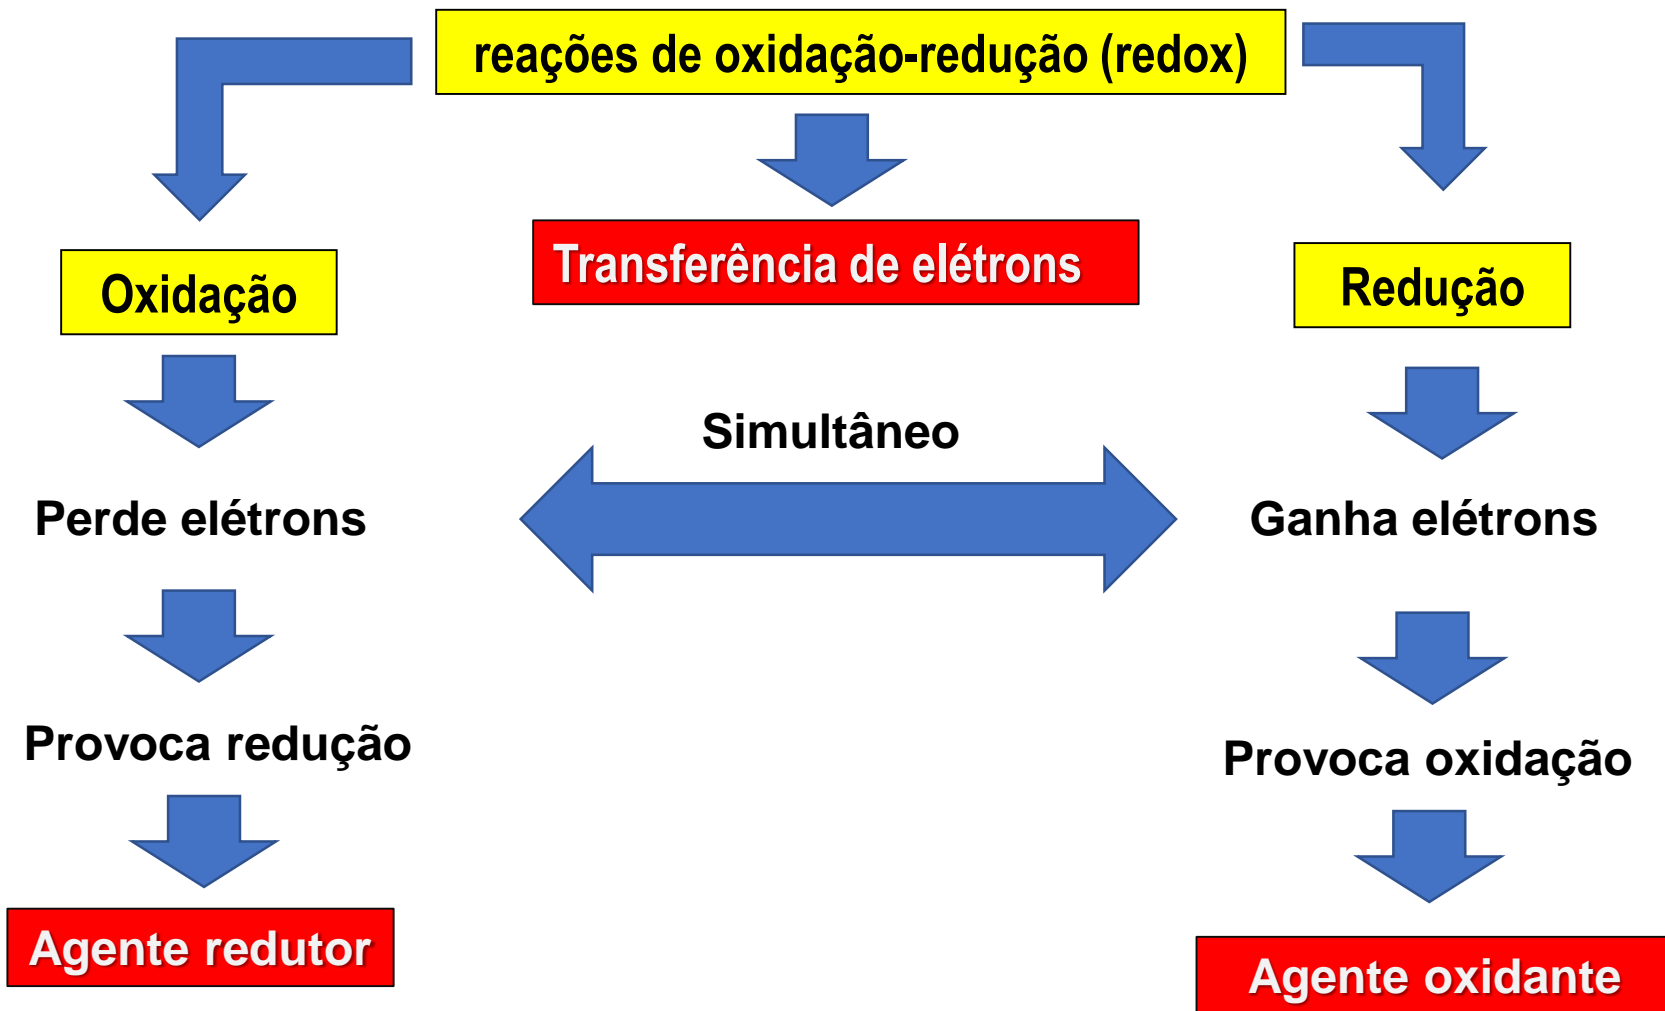 reações de oxidação-redução (redox)
Transferência de elétrons
Oxidação
Redução
Simultâneo
Perde elétrons
Ganha elétrons
Provoca redução
Provoca oxidação
Agente redutor
Agente oxidante